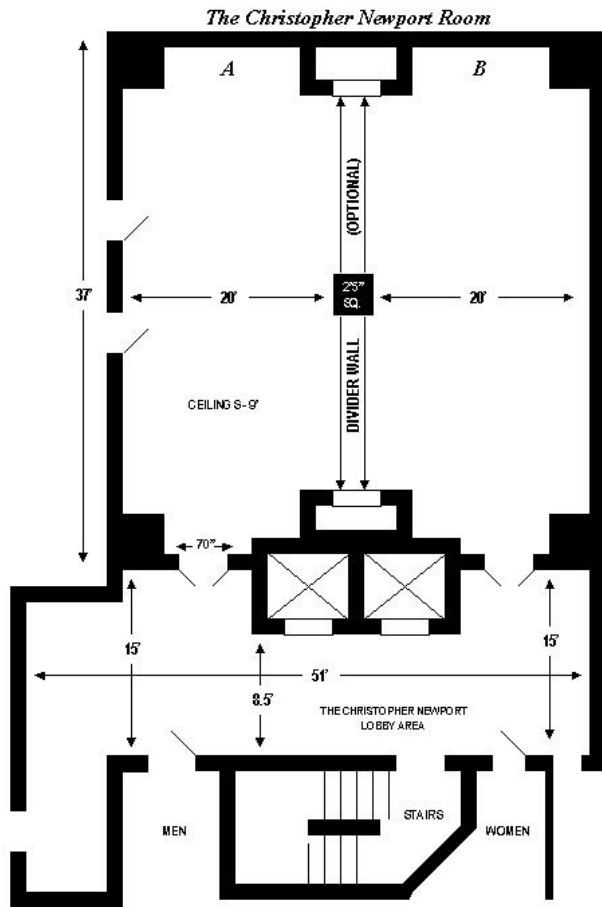 The Christopher Newport Room
A
B
(OPTIONAL)
37'
20'
2'5"
SQ.
20'
DIVIDER WALL
CEILING S - 9'
70"
15'
15'
51'
8.5'
THE CHRISTOPHER NEWPORT
LOBBY AREA
STAIRS
MEN
WOMEN